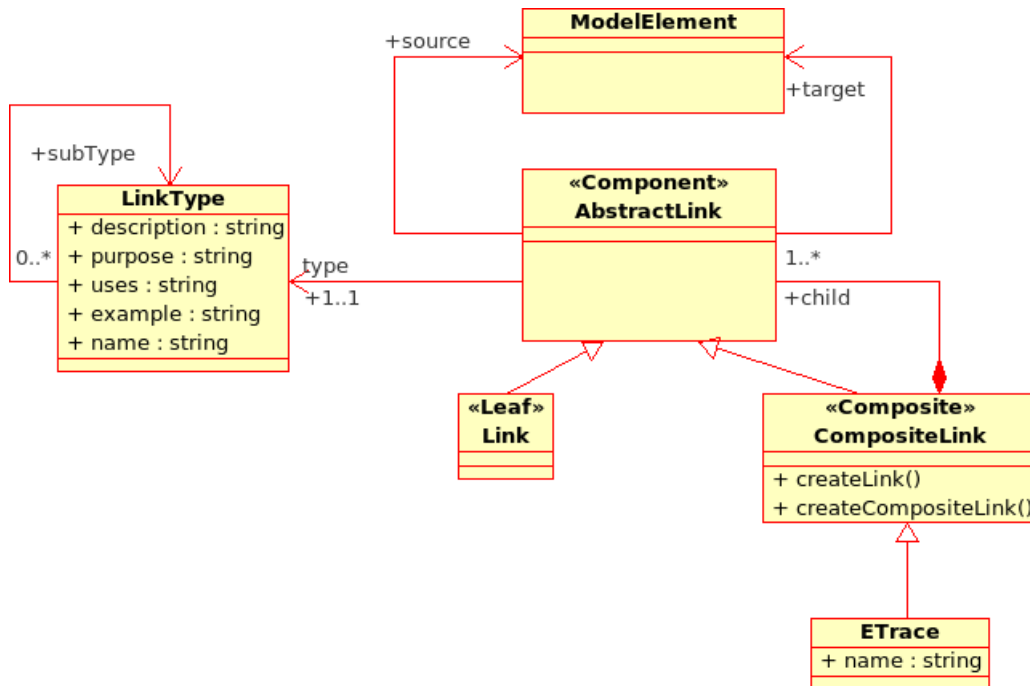 ModelElement
+source
+target
+subType
LinkType
+ description : string
+ purpose : string
+ uses : string
+ example : string
+ name : string
0..*
type
+1..1
«Component»
AbstractLink
1..*
+child
«Leaf»
Link
«Composite»
CompositeLink
+ createLink()
+ createCompositeLink()
ETrace
+ name : string